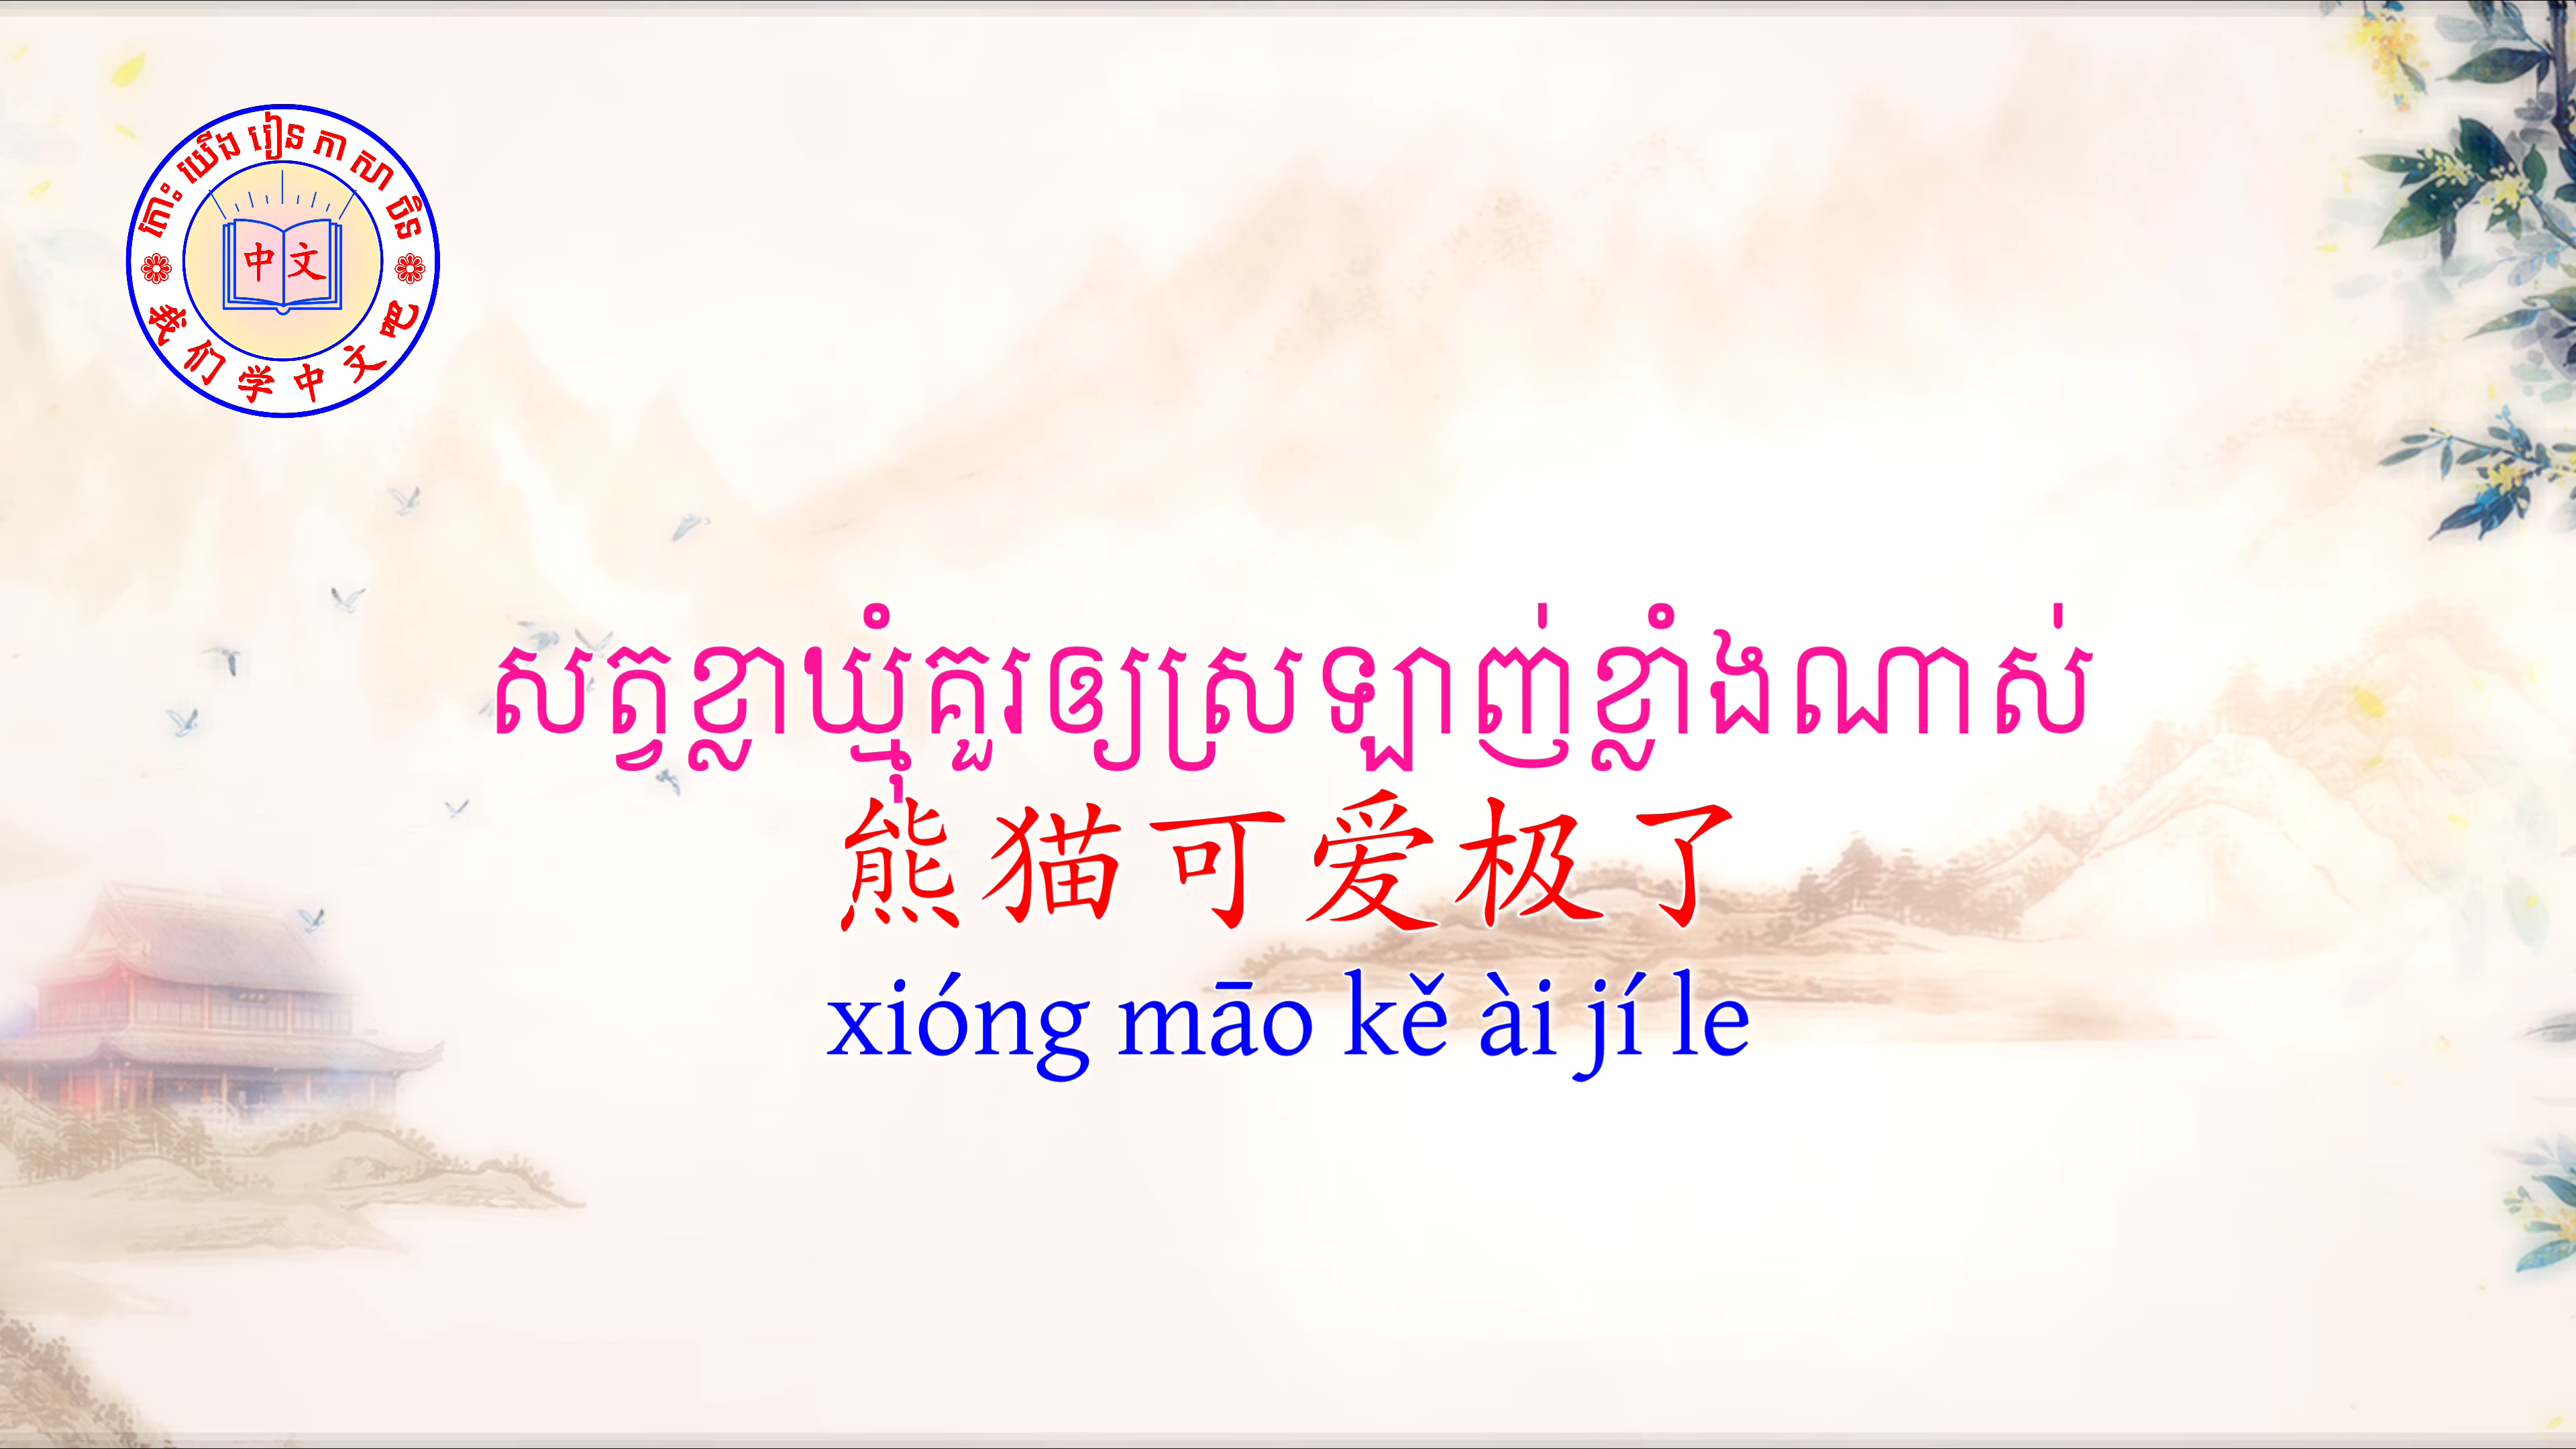 តោះ យើង រៀន ភាសា ចិន
中文
我们学中文吧
សត្វខ្លាឃ្មុំគួរឲ្យស្រឡាញ់ខ្លាំងណាស់
熊猫可爱极了
xióng māo kě ài jí le